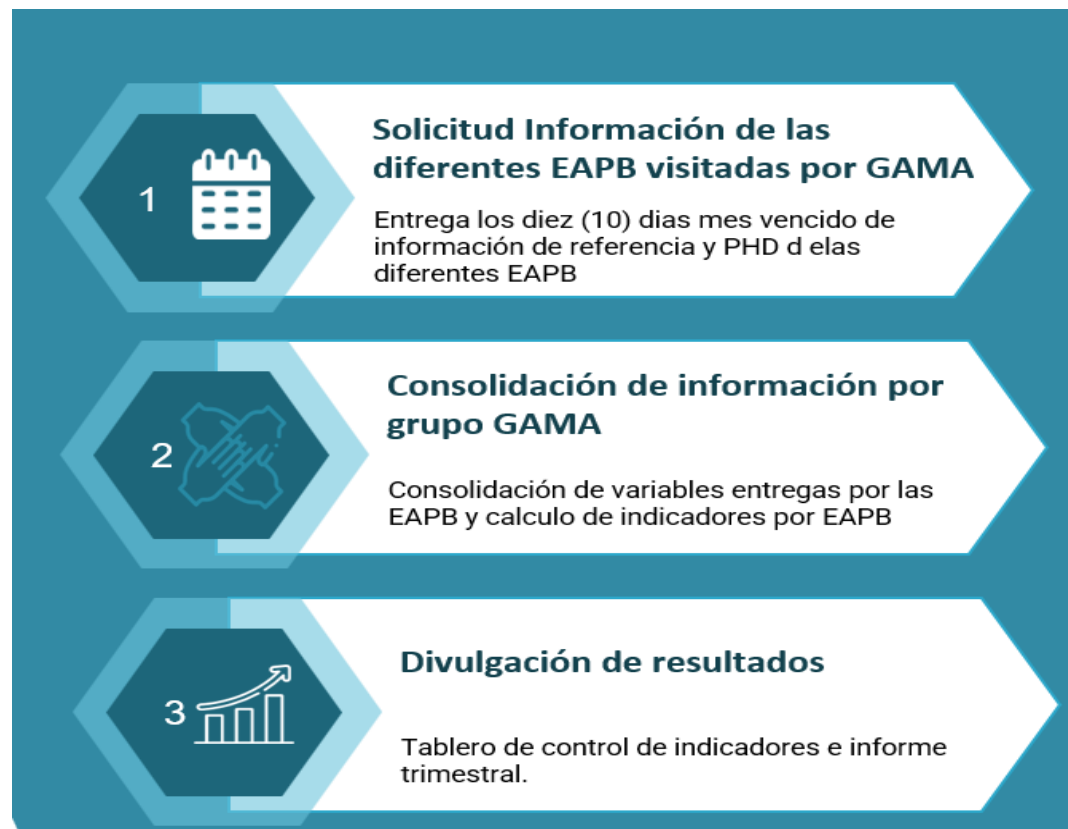 1
Solicitud Información de las
diferentes EAPB visitadas por GAMA
Entrega los diez (10) dias mes vencido de
información de referencia y PHD d elas
diferentes EAPB
2
Consolidación de información por
grupo GAMA
Consolidación de variables entregas por las
EAPB y calculo de indicadores por EAPB
3
Divulgación de resultados
Tablero de control de indicadores e informe
trimestral.